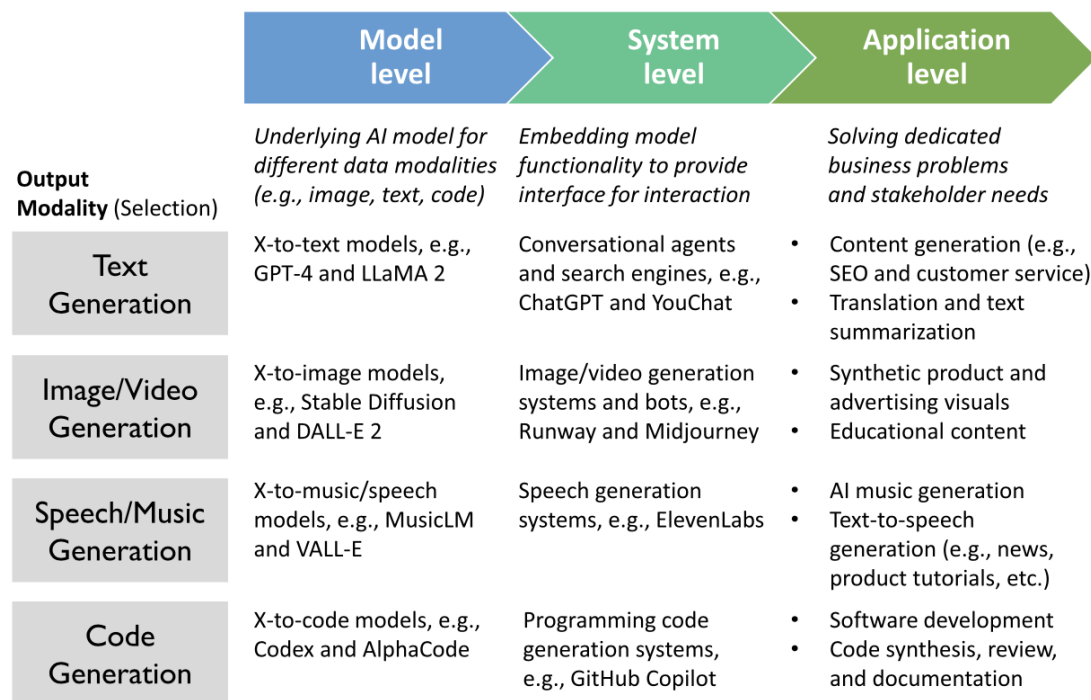 Model
level
System
level
Application
level
Output
Modality (Selection)
Underlying AI model for
different data modalities
(e.g., image, text, code)
Embedding model
functionality to provide
interface for interaction
Solving dedicated
business problems
and stakeholder needs
Text
Generation
X-to-text models, e.g.,
GPT-4 and LLaMA 2
Conversational agents
and search engines, e.g.,
ChatGPT and YouChat
• Content generation (e.g.,
SEO and customer service)
• Translation and text
summarization
Image/Video
Generation
X-to-image models,
e.g., Stable Diffusion
and DALL-E 2
Image/video generation
systems and bots, e.g.,
Runway and Midjourney
• Synthetic product and
advertising visuals
• Educational content
Speech/Music
Generation
X-to-music/speech
models, e.g., MusicLM
and VALL-E
Speech generation
systems, e.g., ElevenLabs
• AI music generation
• Text-to-speech
generation (e.g., news,
product tutorials, etc.)
Code
Generation
X-to-code models, e.g.,
Codex and AlphaCode
Programming code
generation systems,
e.g., GitHub Copilot
• Software development
• Code synthesis, review,
and documentation